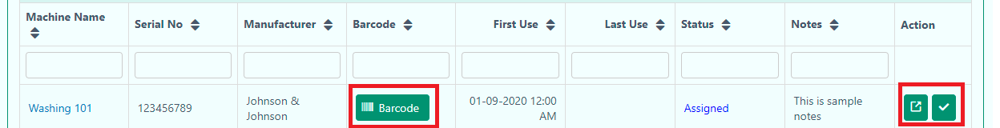 Machine Name Serial No Manufacturer Barcode First Use Last Use Status Notes Action
Washing 101 123456789 Johnson & Johnson Barcode 01-09-2020 12:00 AM Assigned This is sample notes